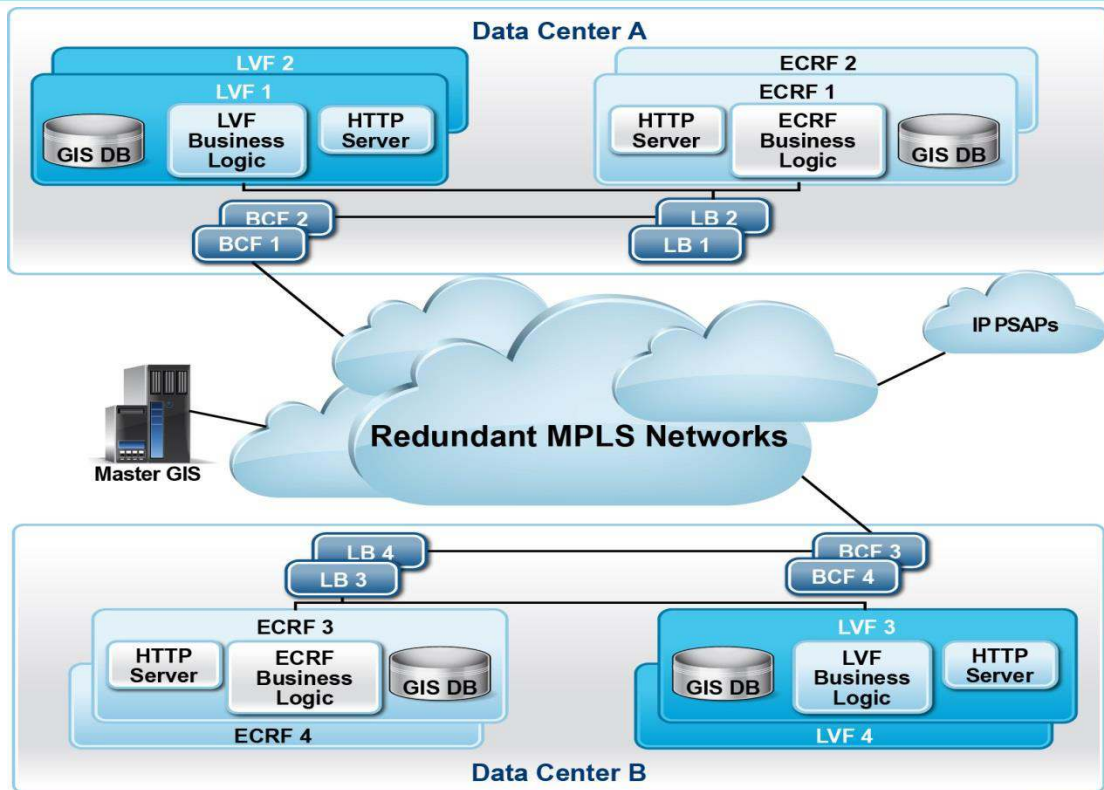 Data Center A
LVF 2
LVF 1
GIS DB
LVF
Business
Logic
HTTP
Server
ECRF 2
ECRF 1
HTTP
Server
ECRF
Business
Logic
GIS DB
BCF 2
BCF 1
LB 2
LB 1
IP PSAPs
Redundant MPLS Networks
Master GIS
LB 4
LB 3
BCF 3
BCF 4
ECRF 3
HTTP
Server
ECRF
Business
Logic
GIS DB
ECRF 4
LVF 3
GIS DB
LVF
Business
Logic
HTTP
Server
LVF 4
Data Center B